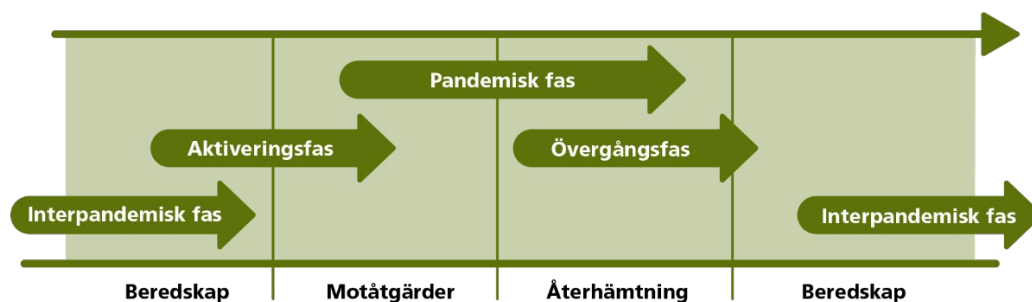 Pandemisk fas
Aktiveringsfas
Övergångsfas
Interpandemisk fas
Interpandemisk fas
Beredskap
Motåtgärder
Återhämtning
Beredskap